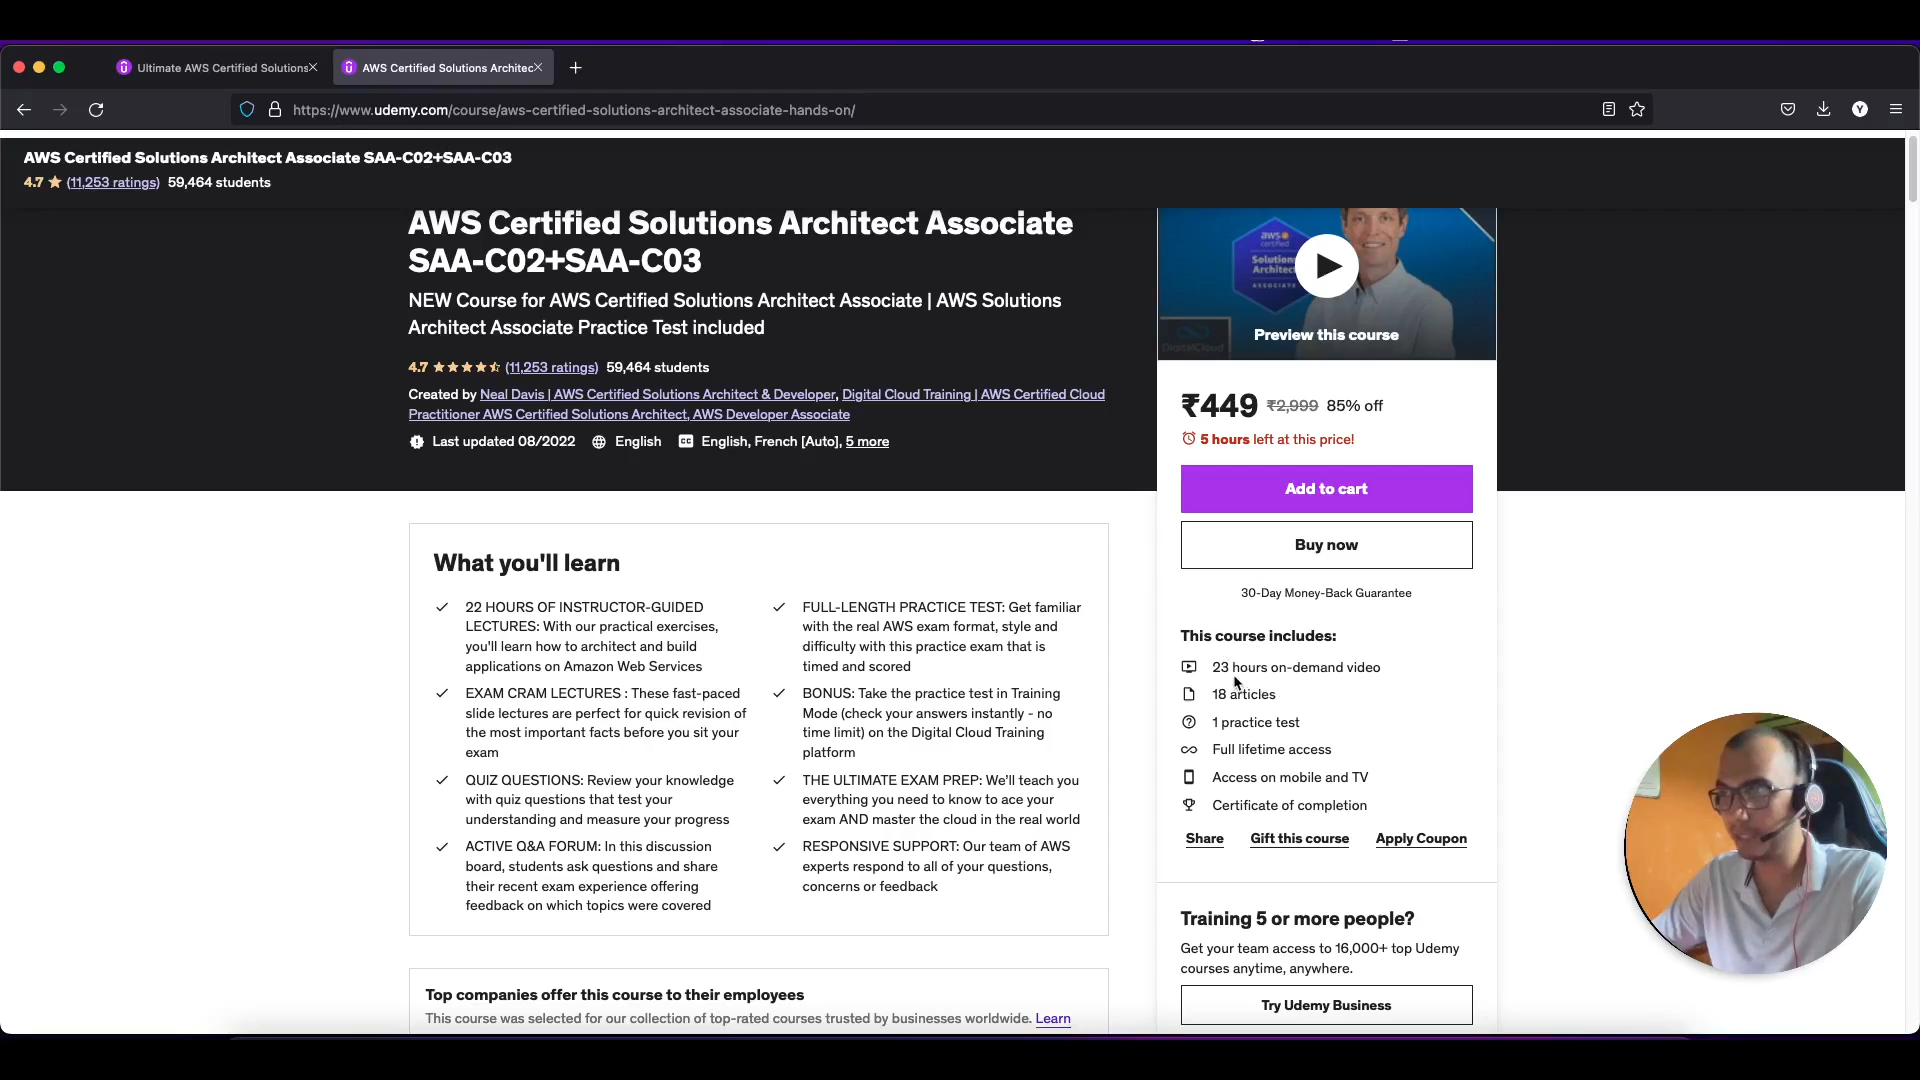 Ultimate AWS Certified Solutions
AWS Certified Solutions Architec
https://www.udemy.com/course/aws-certified-solutions-architect-associate-hands-on/
Y
AWS Certified Solutions Architect Associate SAA-C02+SAA-C03
4.7 (11,253 ratings) 59,464 students
AWS Certified Solutions Architect Associate
SAA-C02+SAA-C03
NEW Course for AWS Certified Solutions Architect Associate | AWS Solutions
Architect Associate Practice Test included
4.7 (11,253 ratings) 59,464 students
Created by Neal Davis | AWS Certified Solutions Architect & Developer, Digital Cloud Training | AWS Certified Cloud
Practitioner AWS Certified Solutions Architect, AWS Developer Associate
Last updated 08/2022 English CC English, French [Auto], 5 more
aws
certified
Solutions
Architect
ASSOCIATE
Preview this course
₹449 ₹2,999 85% off
5 hours left at this price!
Add to cart
Buy now
30-Day Money-Back Guarantee
This course includes:
23 hours on-demand video
18 articles
1 practice test
Full lifetime access
Access on mobile and TV
Certificate of completion
Share Gift this course Apply Coupon
Training 5 or more people?
Get your team access to 16,000+ top Udemy
courses anytime, anywhere.
Try Udemy Business
What you'll learn
22 HOURS OF INSTRUCTOR-GUIDED
LECTURES: With our practical exercises,
you'll learn how to architect and build
applications on Amazon Web Services
EXAM CRAM LECTURES : These fast-paced
slide lectures are perfect for quick revision of
the most important facts before you sit your
exam
QUIZ QUESTIONS: Review your knowledge
with quiz questions that test your
understanding and measure your progress
ACTIVE Q&A FORUM: In this discussion
board, students ask questions and share
their recent exam experience offering
feedback on which topics were covered
FULL-LENGTH PRACTICE TEST: Get familiar
with the real AWS exam format, style and
difficulty with this practice exam that is
timed and scored
BONUS: Take the practice test in Training
Mode (check your answers instantly - no
time limit) on the Digital Cloud Training
platform
THE ULTIMATE EXAM PREP: We'll teach you
everything you need to know to ace your
exam AND master the cloud in the real world
RESPONSIVE SUPPORT: Our team of AWS
experts respond to all of your questions,
concerns or feedback
Top companies offer this course to their employees
This course was selected for our collection of top-rated courses trusted by businesses worldwide. Learn